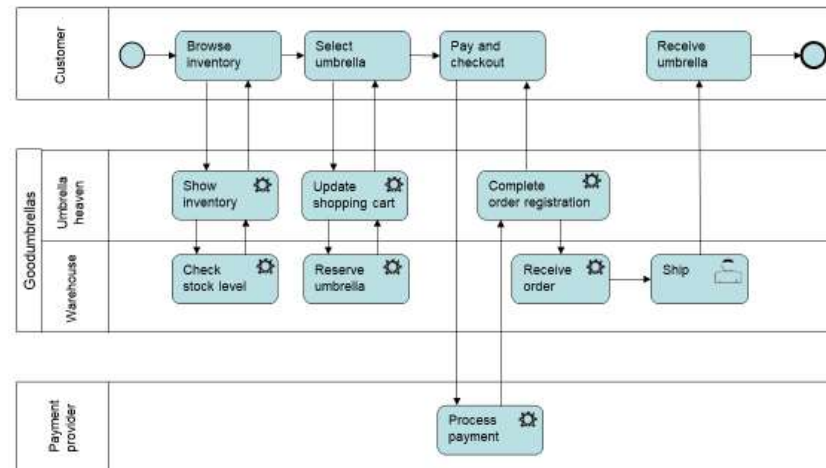 Customer
Browse
inventory
Select
umbrella
Pay and
checkout
Receive
umbrella
Goodumbrellas
Umbrella
heaven
Show
inventory
Update
shopping cart
Complete
order registration
Warehouse
Check
stock level
Reserve
umbrella
Receive
order
Ship
Payment
provider
Process
payment